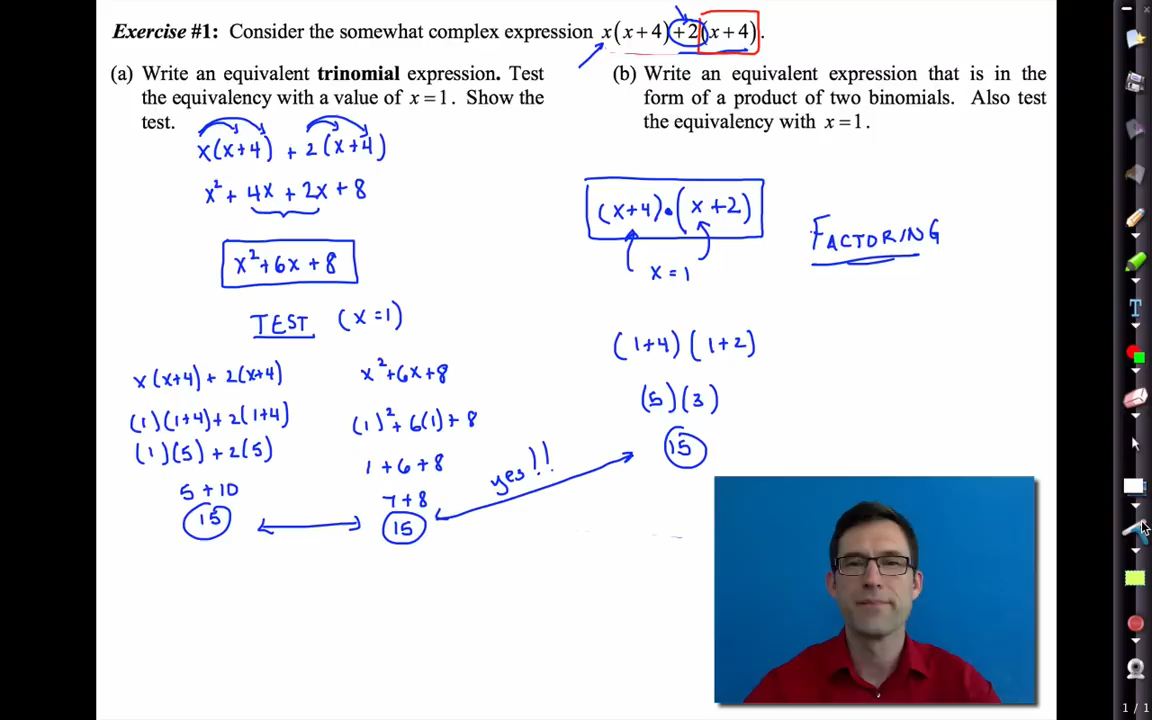 Exercise #1: Consider the somewhat complex expression x(x+4)+2(x+4).
(a) Write an equivalent trinomial expression. Test
the equivalency with a value of x=1. Show the
test.
x(x+4) + 2(x+4)
x² + 4x + 2x + 8
x²+6x+8
TEST (x=1)
x(x+4)+2(x+4)
(1)(1+4)+2(1+4)
(1)(5)+2(5)
5+10
15
x²+6x+8
(1)²+6(1)+8
1+6+8
7+8
15
yes!!
(b) Write an equivalent expression that is in the
form of a product of two binomials. Also test
the equivalency with x=1.
(x+4)•(x+2)
x=1
FACTORING
(1+4)(1+2)
(5)(3)
15
T
1 / 1